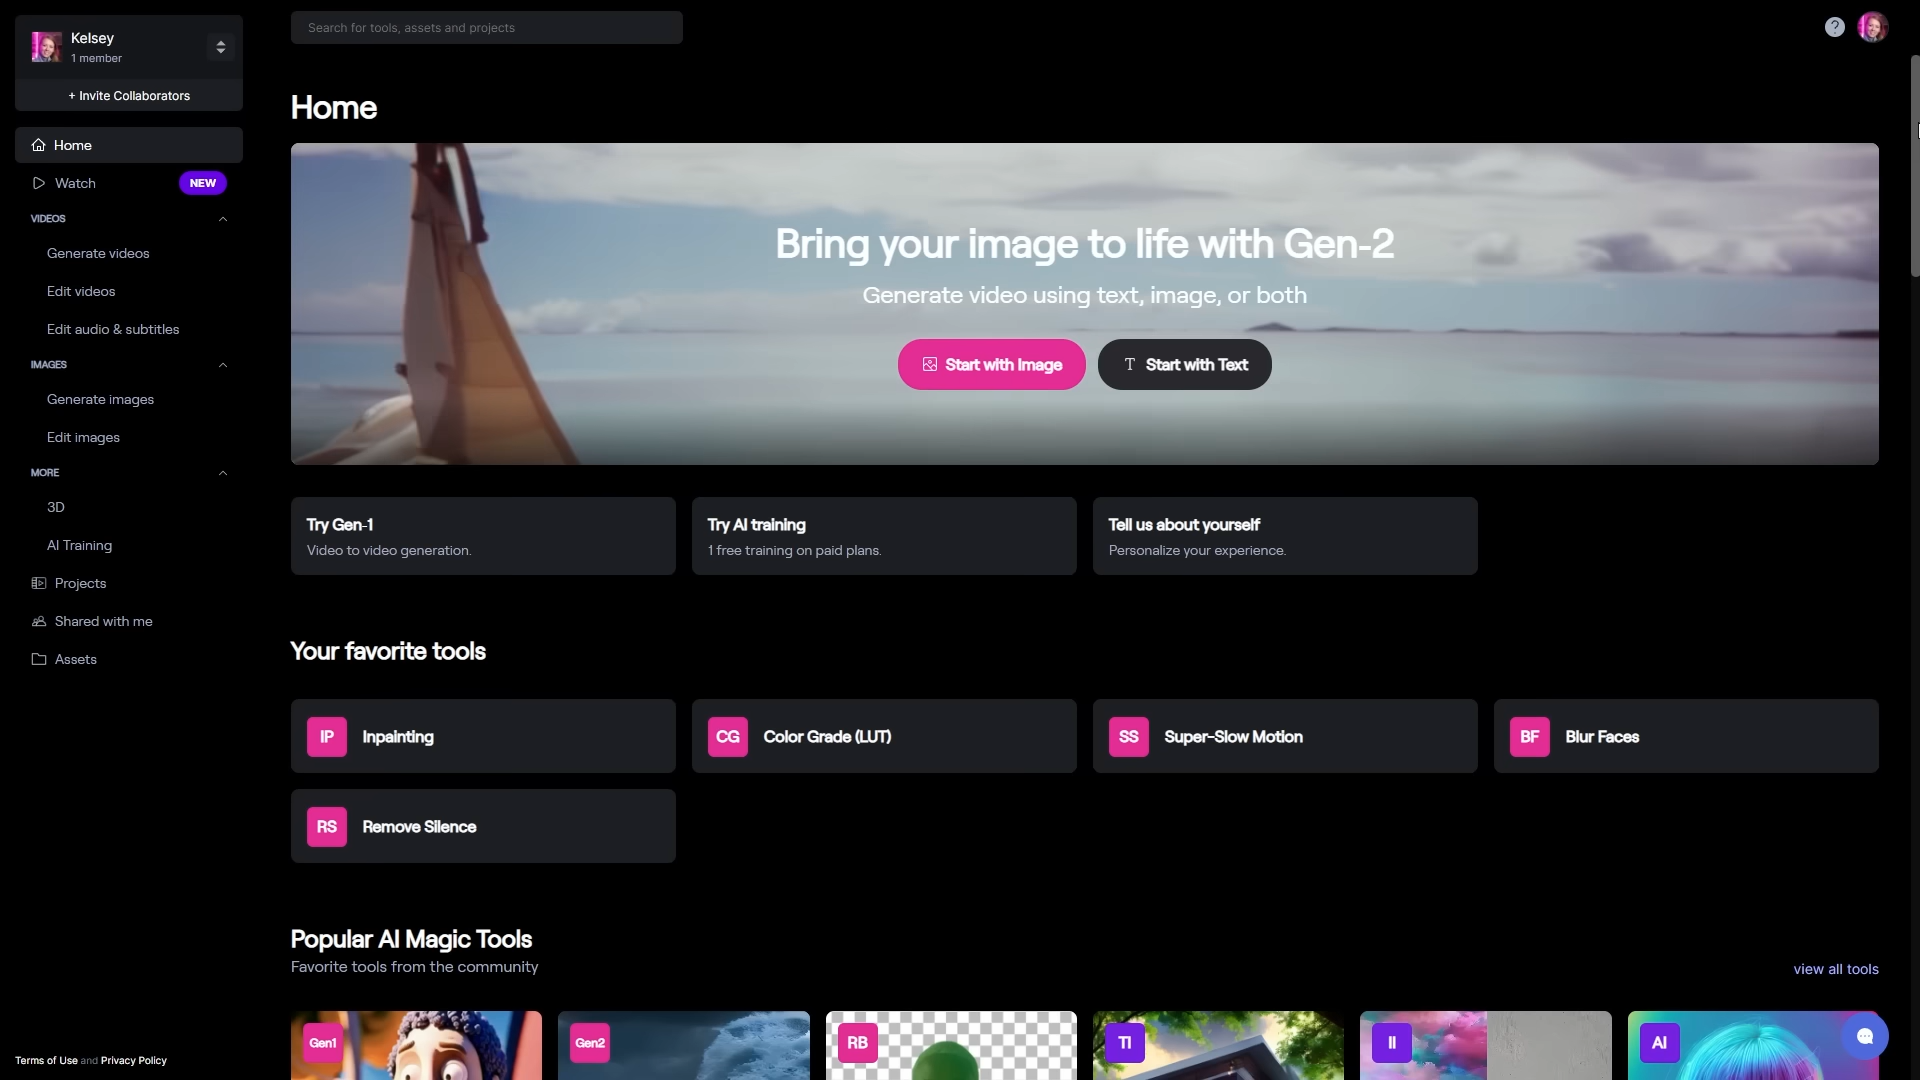 Kelsey
1 member
+ Invite Collaborators
Home
Watch
NEW
VIDEOS
Generate videos
Edit videos
Edit audio & subtitles
IMAGES
Generate images
Edit images
MORE
3D
AI Training
Projects
Shared with me
Assets
Terms of Use and Privacy Policy
Search for tools, assets and projects
?
Home
Bring your image to life with Gen-2
Generate video using text, image, or both
Start with Image
T Start with Text
Try Gen-1
Video to video generation.
Try AI training
1 free training on paid plans.
Tell us about yourself
Personalize your experience.
Your favorite tools
IP Inpainting
CG Color Grade (LUT)
SS Super-Slow Motion
BF Blur Faces
RS Remove Silence
Popular AI Magic Tools
Favorite tools from the community
view all tools
Gen1
Gen2
RB
TI
II
AI